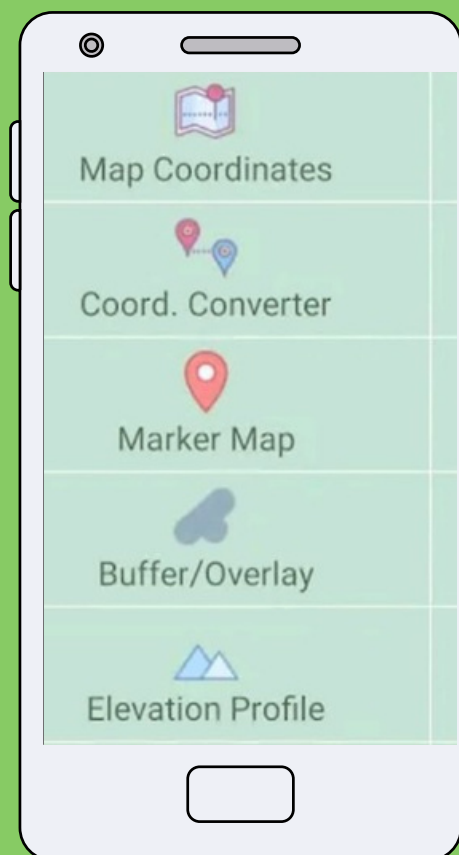 Map Coordinates
Coord. Converter
Marker Map
Buffer/Overlay
Elevation Profile